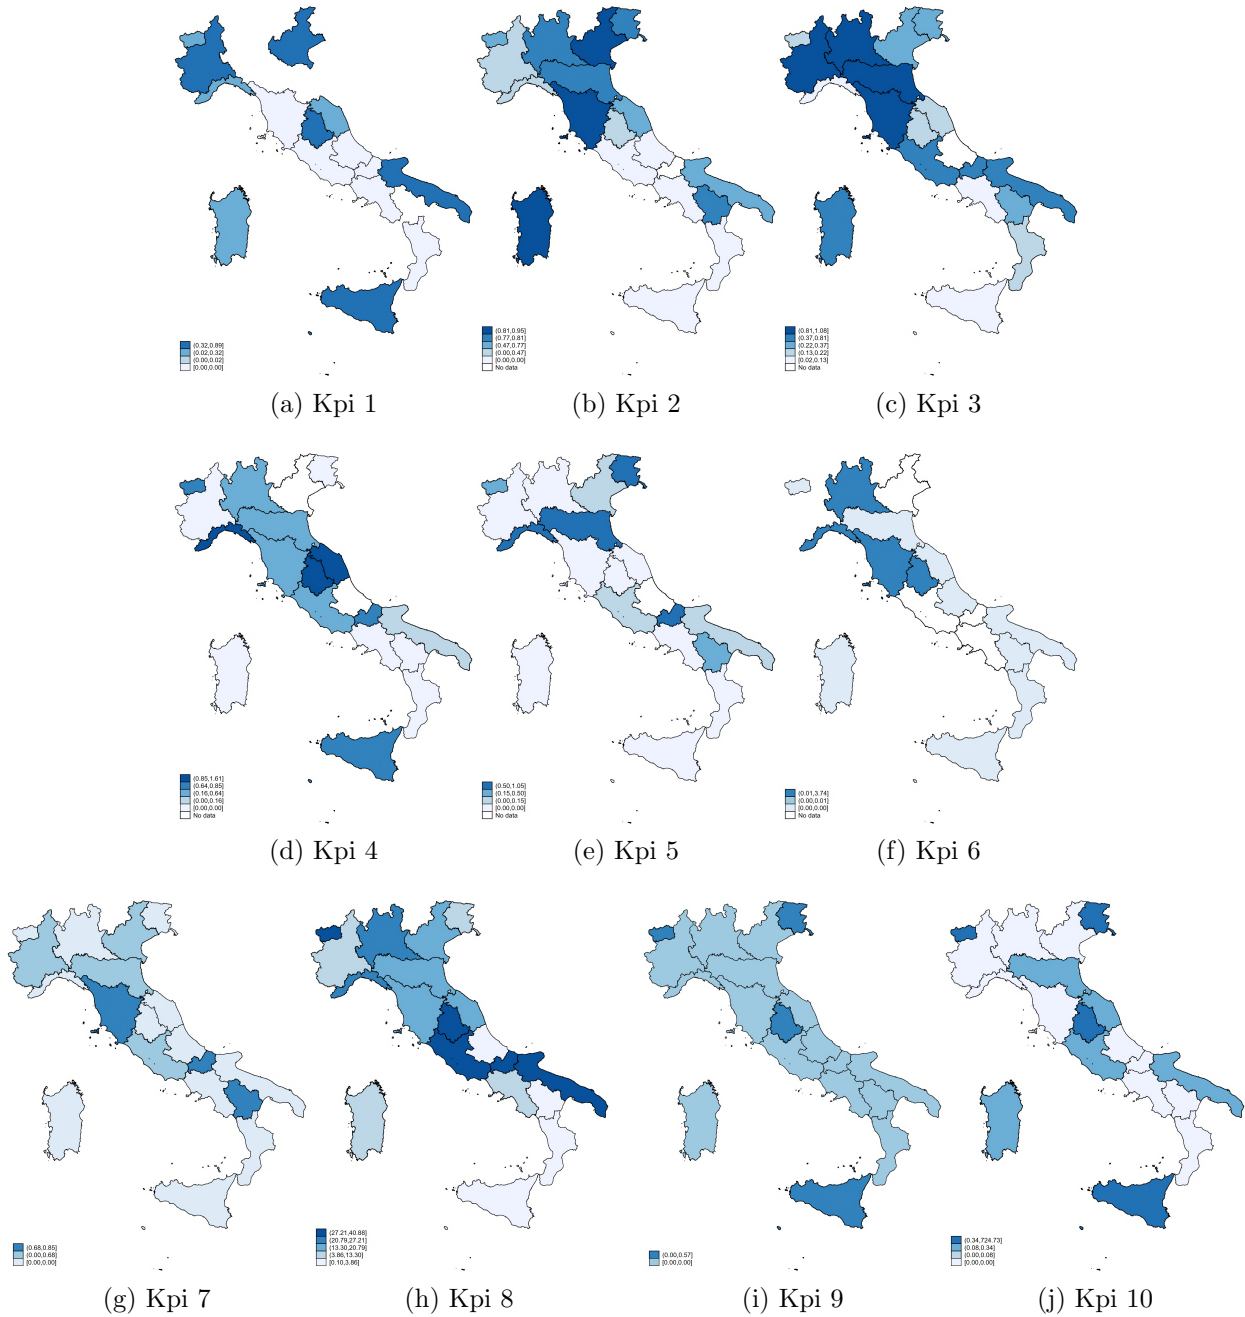 (0.32,0.89]
(0.02,0.32]
(0.00,0.02]
[0.00,0.00]
(0.81,0.95]
(0.77,0.81]
(0.47,0.77]
(0.00,0.47]
[0.00,0.00]
No data
(0.81,1.08]
(0.37,0.81]
(0.22,0.37]
(0.13,0.22]
[0.02,0.13]
No data
(a) Kpi 1
(b) Kpi 2
(c) Kpi 3
(0.85,1.61]
(0.64,0.85]
(0.16,0.64]
(0.00,0.16]
[0.00,0.00]
No data
(0.50,1.05]
(0.15,0.50]
(0.00,0.15]
[0.00,0.00]
No data
(0.01,3.74]
(0.00,0.01]
[0.00,0.00]
No data
(d) Kpi 4
(e) Kpi 5
(f) Kpi 6
(0.68,0.85]
(0.00,0.68]
[0.00,0.00]
(27.21,40.88]
(20.79,27.21]
(13.30,20.79]
(3.86,13.30]
[0.10,3.86]
(0.00,0.57]
[0.00,0.00]
(0.34,724.73]
(0.08,0.34]
(0.00,0.08]
[0.00,0.00]
(g) Kpi 7
(h) Kpi 8
(i) Kpi 9
(j) Kpi 10